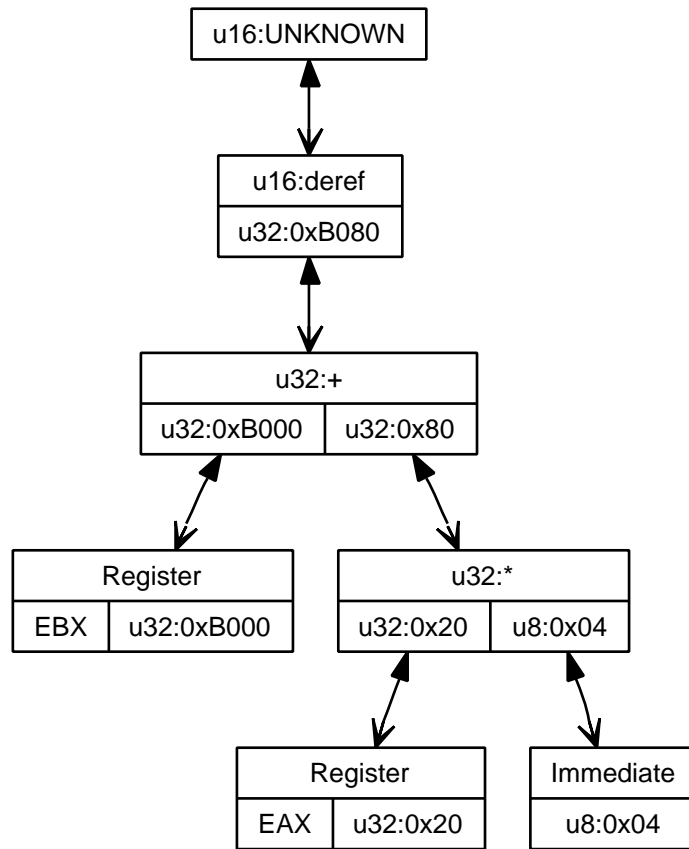 u16:UNKNOWN
u16:deref
u32:0xB080
u32:+
u32:0xB000 u32:0x80
Register
EBX u32:0xB000
u32:*
u32:0x20 u8:0x04
Register
EAX u32:0x20
Immediate
u8:0x04